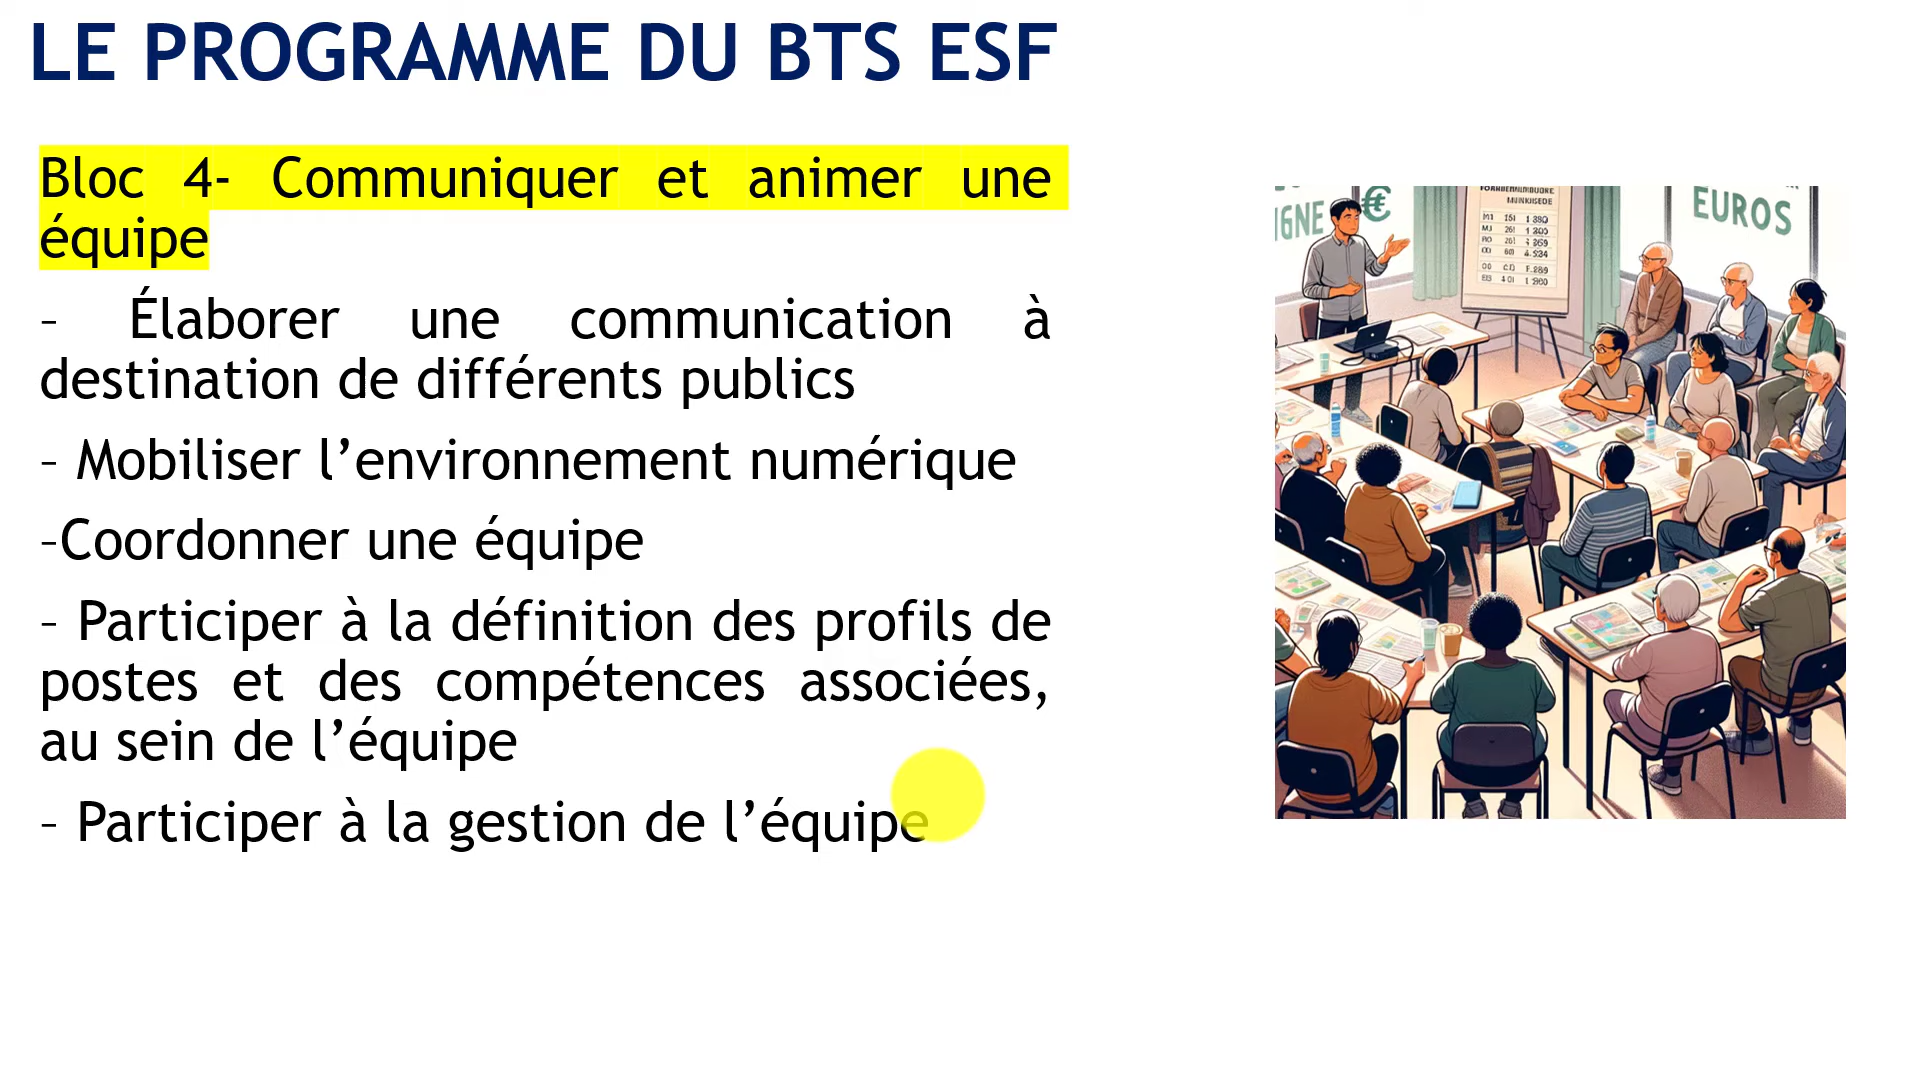 LE PROGRAMME DU BTS ESF
Bloc 4- Communiquer et animer une
équipe
– Élaborer une communication à
destination de différents publics
– Mobiliser l’environnement numérique
–Coordonner une équipe
– Participer à la définition des profils de
postes et des compétences associées,
au sein de l’équipe
– Participer à la gestion de l’équipe
IGNE €
EUROS